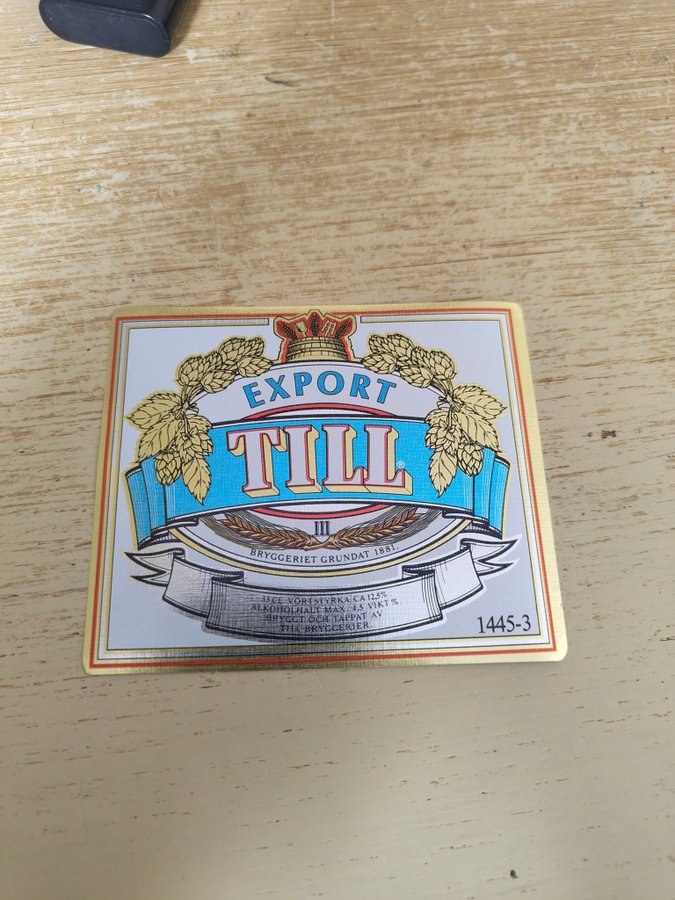 EXPORT
TILL®
III
BRYGGERIET GRUNDAT 1881.
33 CL. VÖRTSTYRKA CA 12,5%
ALKOHOLHALT MAX. 4,5 VIKT %.
BRYGGT OCH TAPPAT AV
TILL BRYGGERIER.
1445-3